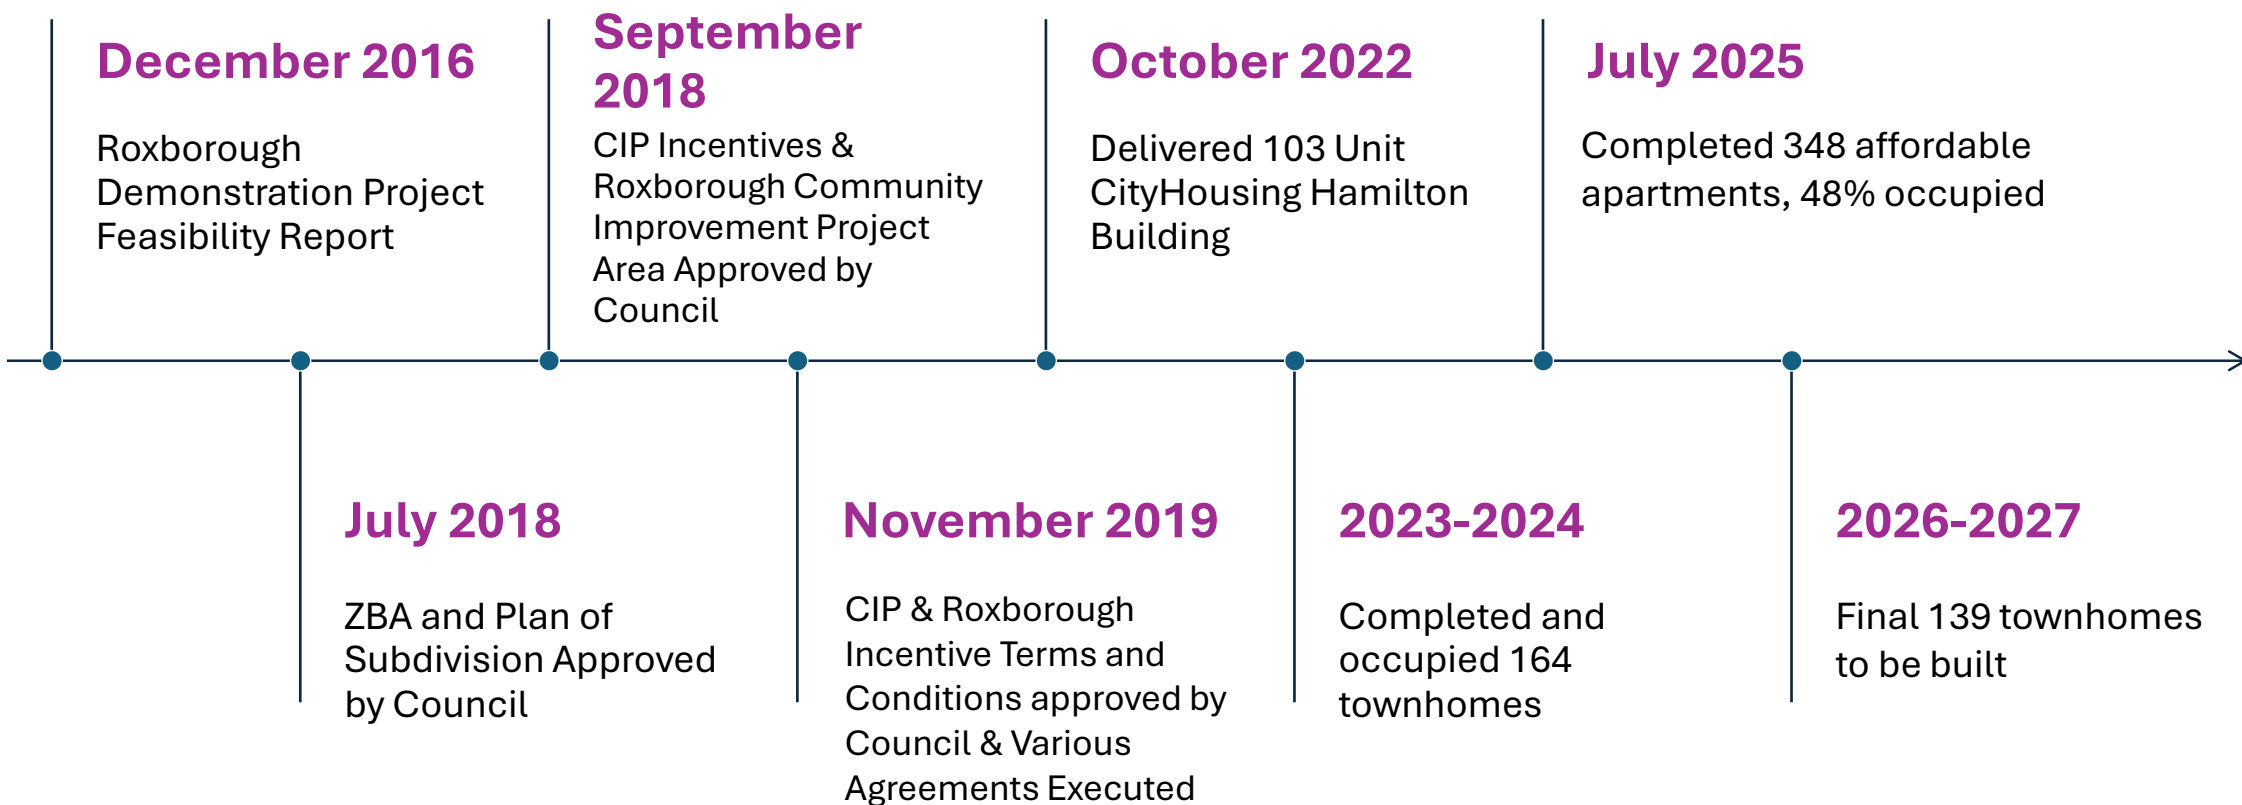 December 2016
Roxborough
Demonstration Project
Feasibility Report
July 2018
ZBA and Plan of
Subdivision Approved
by Council
September
2018
CIP Incentives &
Roxborough Community
Improvement Project
Area Approved by
Council
November 2019
CIP & Roxborough
Incentive Terms and
Conditions approved by
Council & Various
Agreements Executed
October 2022
Delivered 103 Unit
CityHousing Hamilton
Building
2023-2024
Completed and
occupied 164
townhomes
July 2025
Completed 348 affordable
apartments, 48% occupied
2026-2027
Final 139 townhomes
to be built